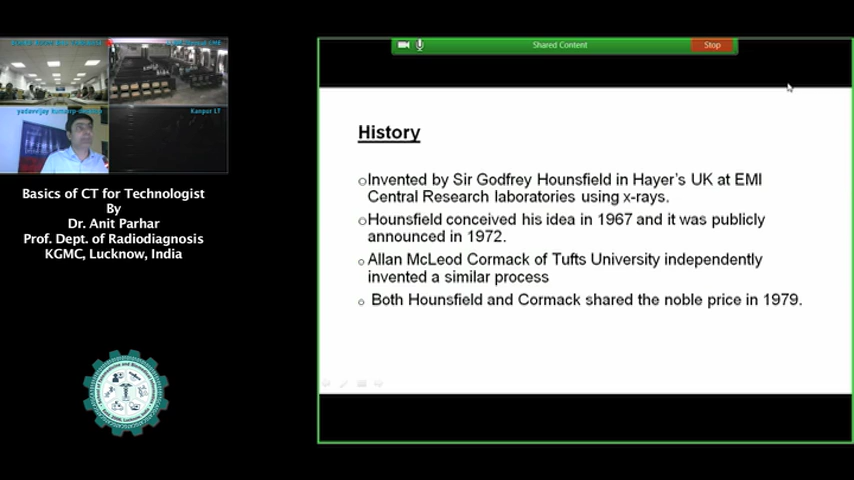 Shared Content
Stop
yadavvijay
Kanpur LT
Basics of CT for Technologist
By
Dr. Anit Parhar
Prof. Dept. of Radiodiagnosis
KGMC, Lucknow, India
History
Invented by Sir Godfrey Hounsfield in Hayer's UK at EMI
Central Research laboratories using x-rays.
Hounsfield conceived his idea in 1967 and it was publicly
announced in 1972.
Allan McLeod Cormack of Tufts University independently
invented a similar process
Both Hounsfield and Cormack shared the noble price in 1979.